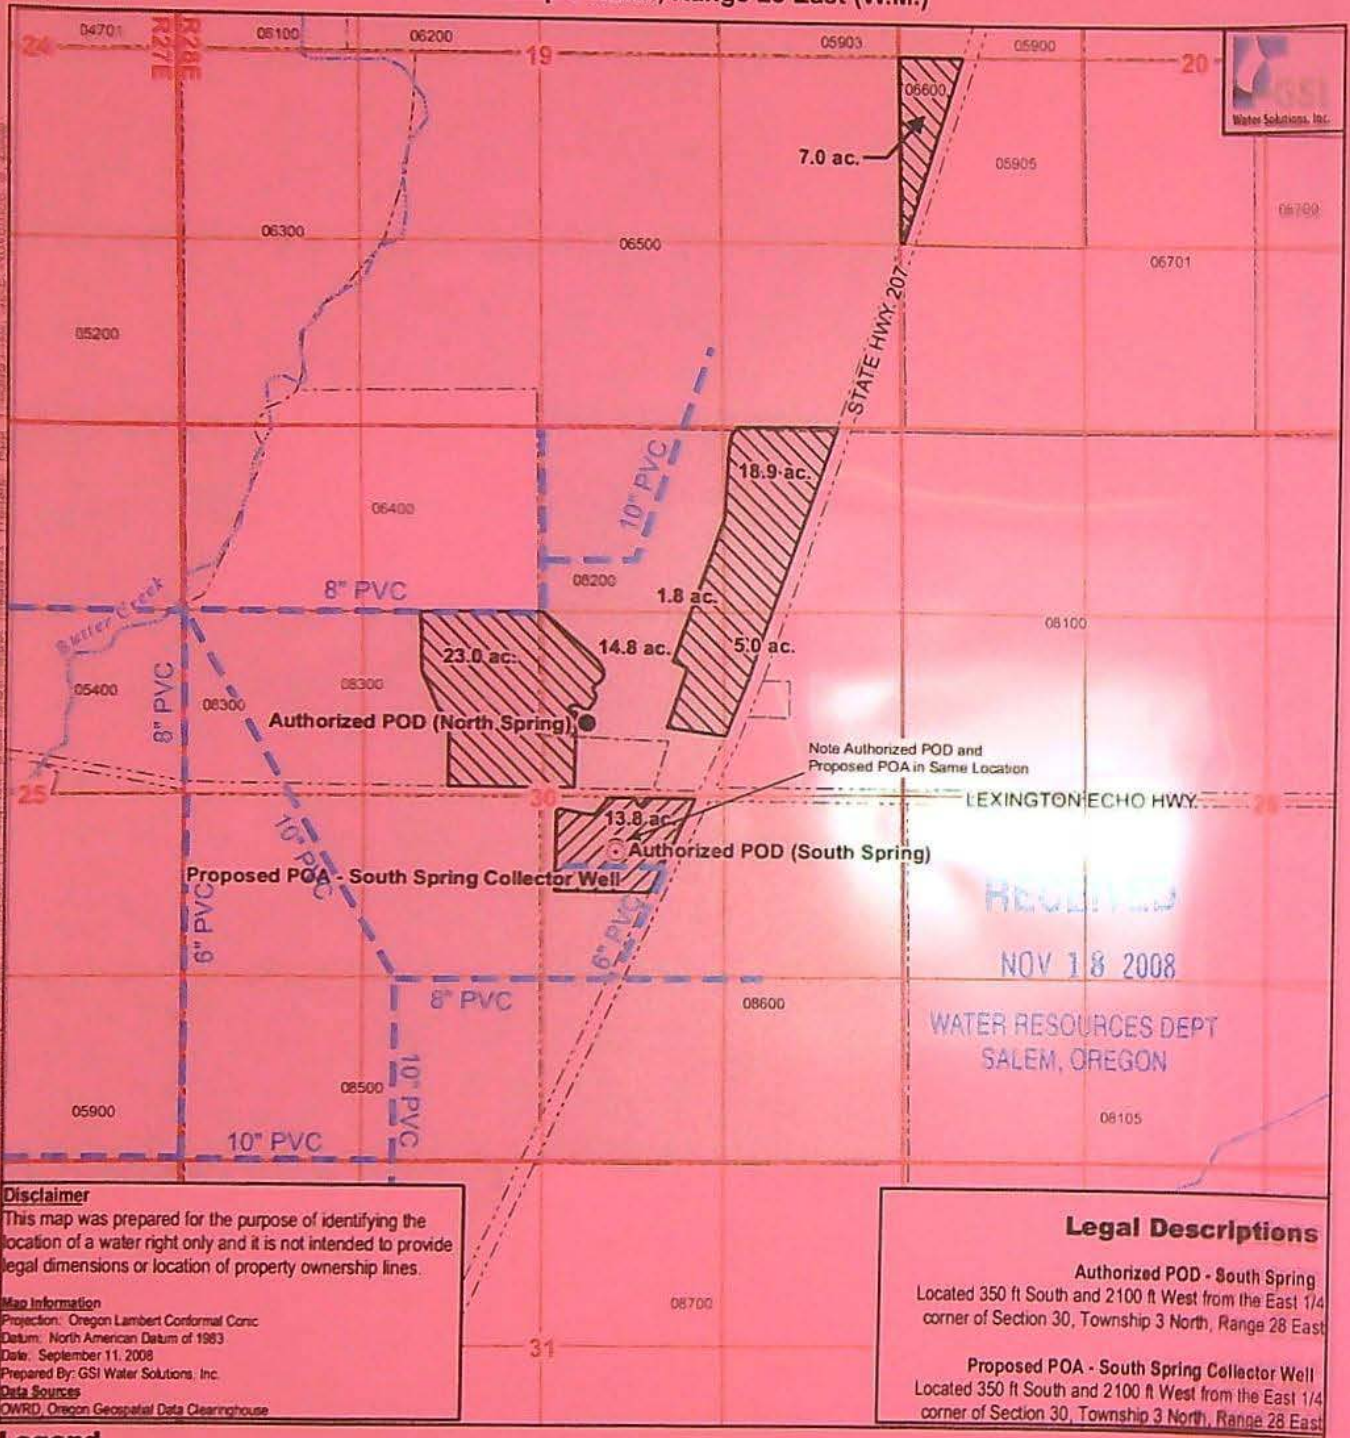 24
04701
R27E
R28E
06100
06200
19
05903
05900
20
GSI
Water Solutions, Inc.
06600
7.0 ac.
05905
06700
06300
06500
06701
05200
STATE HWY. 207
18.9 ac.
10" PVC
06400
08200
8" PVC
1.8 ac.
Butter Creek
08100
14.8 ac.
5.0 ac.
23.0 ac.
05400
8" PVC
08300
08300
Authorized POD (North Spring)
Note Authorized POD and
Proposed POA in Same Location
25
30
LEXINGTON ECHO HWY.
13.8 ac.
10" PVC
Authorized POD (South Spring)
Proposed POA - South Spring Collector Well
6" PVC
6" PVC
RECEIVED
NOV 18 2008
8" PVC
08600
WATER RESOURCES DEPT
SALEM, OREGON
08500
10" PVC
05900
08105
10" PVC
Disclaimer
This map was prepared for the purpose of identifying the
location of a water right only and it is not intended to provide
legal dimensions or location of property ownership lines.
Map Information
Projection: Oregon Lambert Conformal Conic
Datum: North American Datum of 1983
Date: September 11, 2008
Prepared By: GSI Water Solutions, Inc.
Data Sources
OWRD, Oregon Geospatial Data Clearinghouse
08700
31
Legal Descriptions
Authorized POD - South Spring
Located 350 ft South and 2100 ft West from the East 1/4
corner of Section 30, Township 3 North, Range 28 East
Proposed POA - South Spring Collector Well
Located 350 ft South and 2100 ft West from the East 1/4
corner of Section 30, Township 3 North, Range 28 East